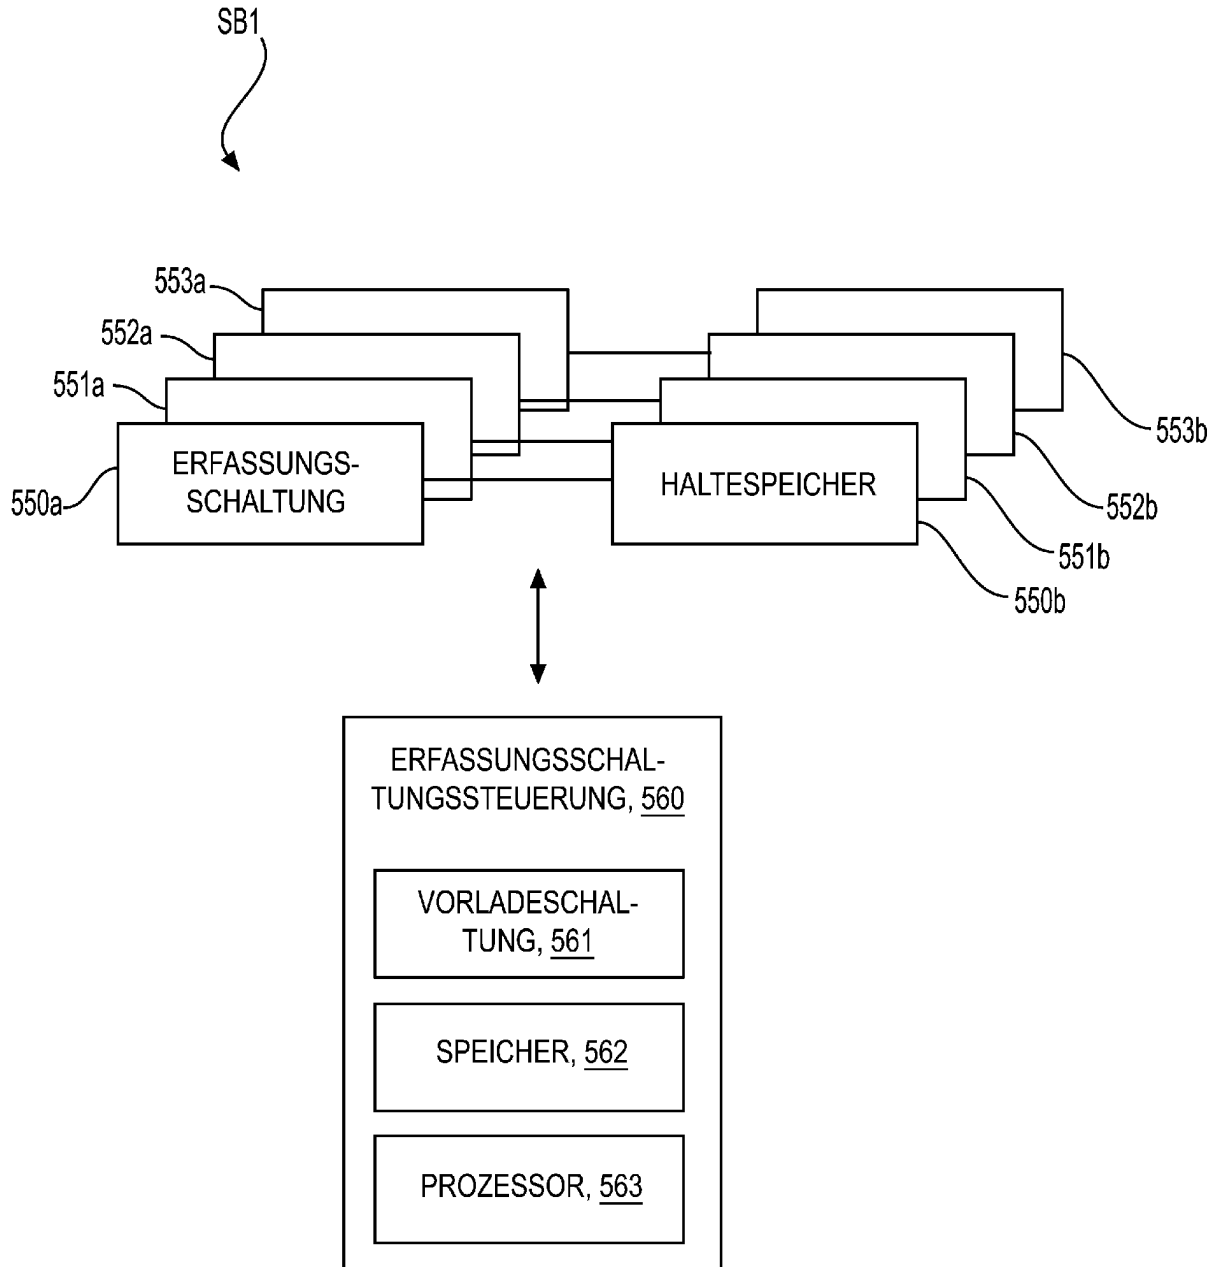 SB1
553a
552a
551a
550a
ERFASSUNGS-
SCHALTUNG
HALTESPEICHER
553b
552b
551b
550b
ERFASSUNGSSCHAL-
TUNGSSTEUERUNG, 560
VORLADESCHAL-
TUNG, 561
SPEICHER, 562
PROZESSOR, 563